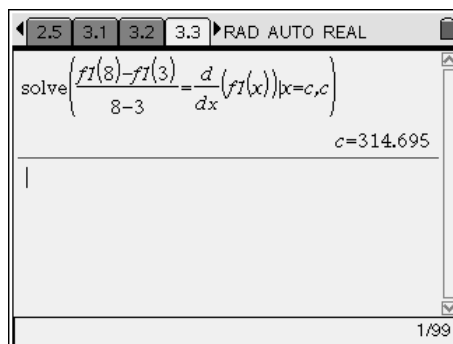 2.5 3.1 3.2 3.3 RAD AUTO REAL
solve(f1(8)-f1(3)/8-3=d/dx(f1(x))|x=c,c)
c=314.695
1/99